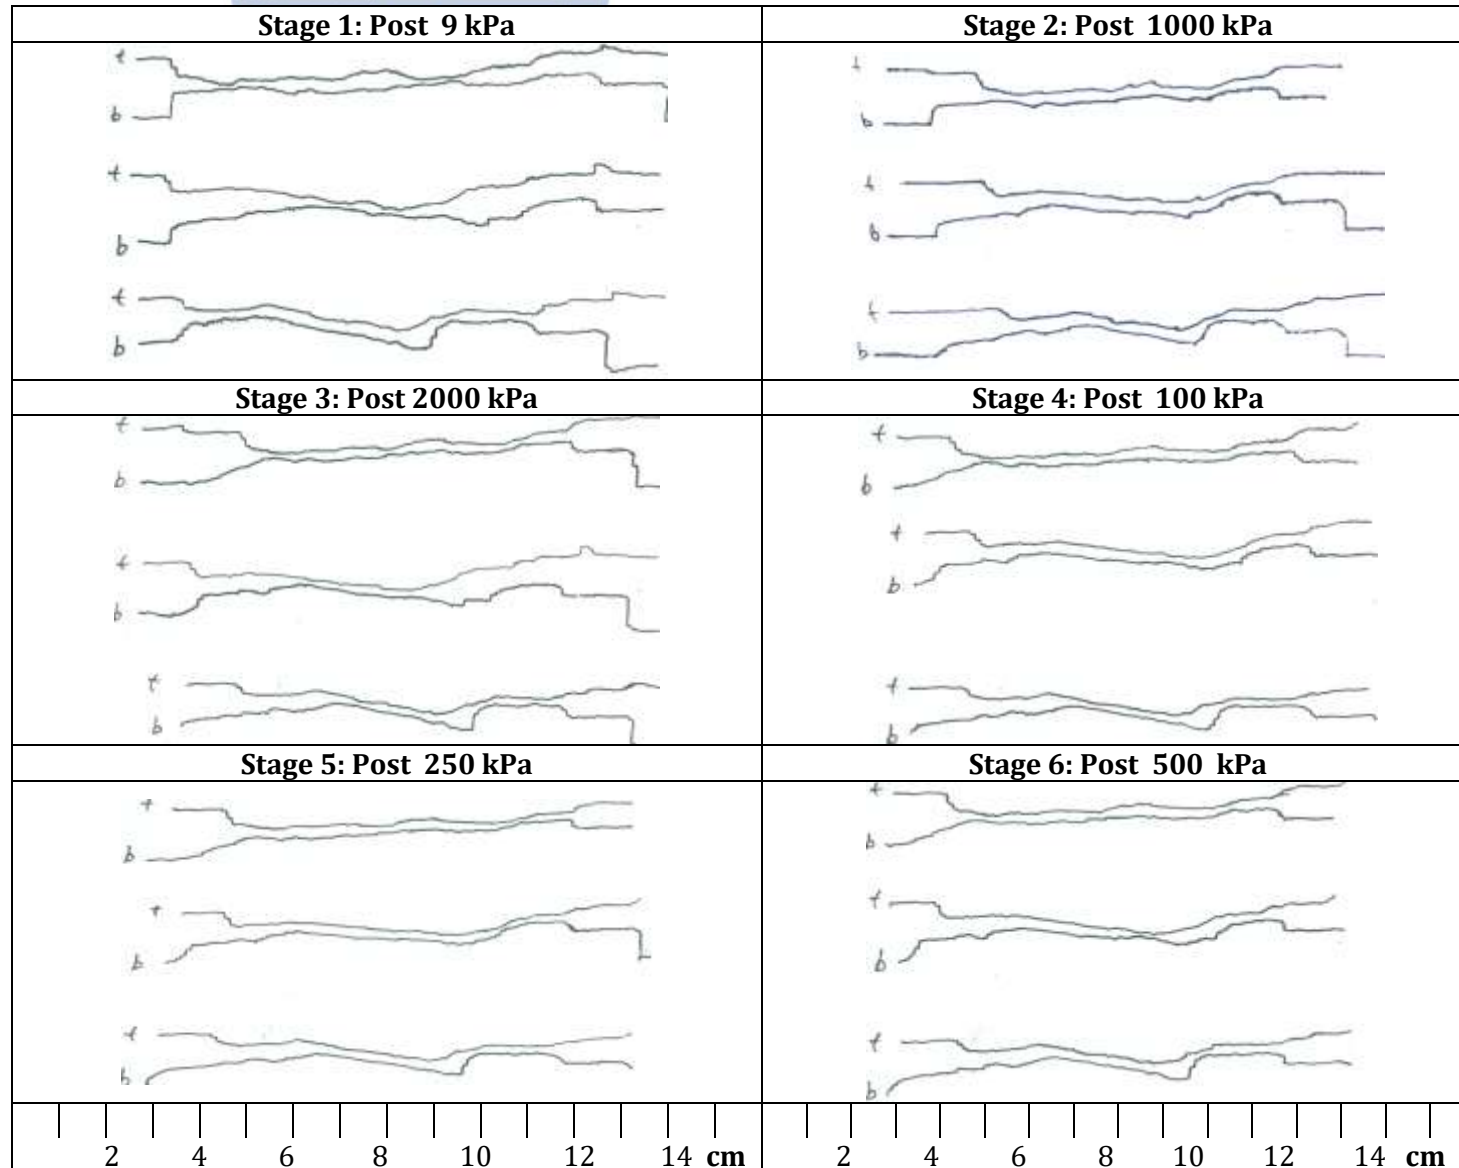 Stage 1: Post 9 kPa
t
b
t
b
t
b
Stage 2: Post 1000 kPa
t
b
t
b
t
b
Stage 3: Post 2000 kPa
t
b
t
b
t
b
Stage 4: Post 100 kPa
t
b
t
b
t
b
Stage 5: Post 250 kPa
t
b
t
b
t
b
Stage 6: Post 500 kPa
t
b
t
b
t
b
2 4 6 8 10 12 14 cm
2 4 6 8 10 12 14 cm